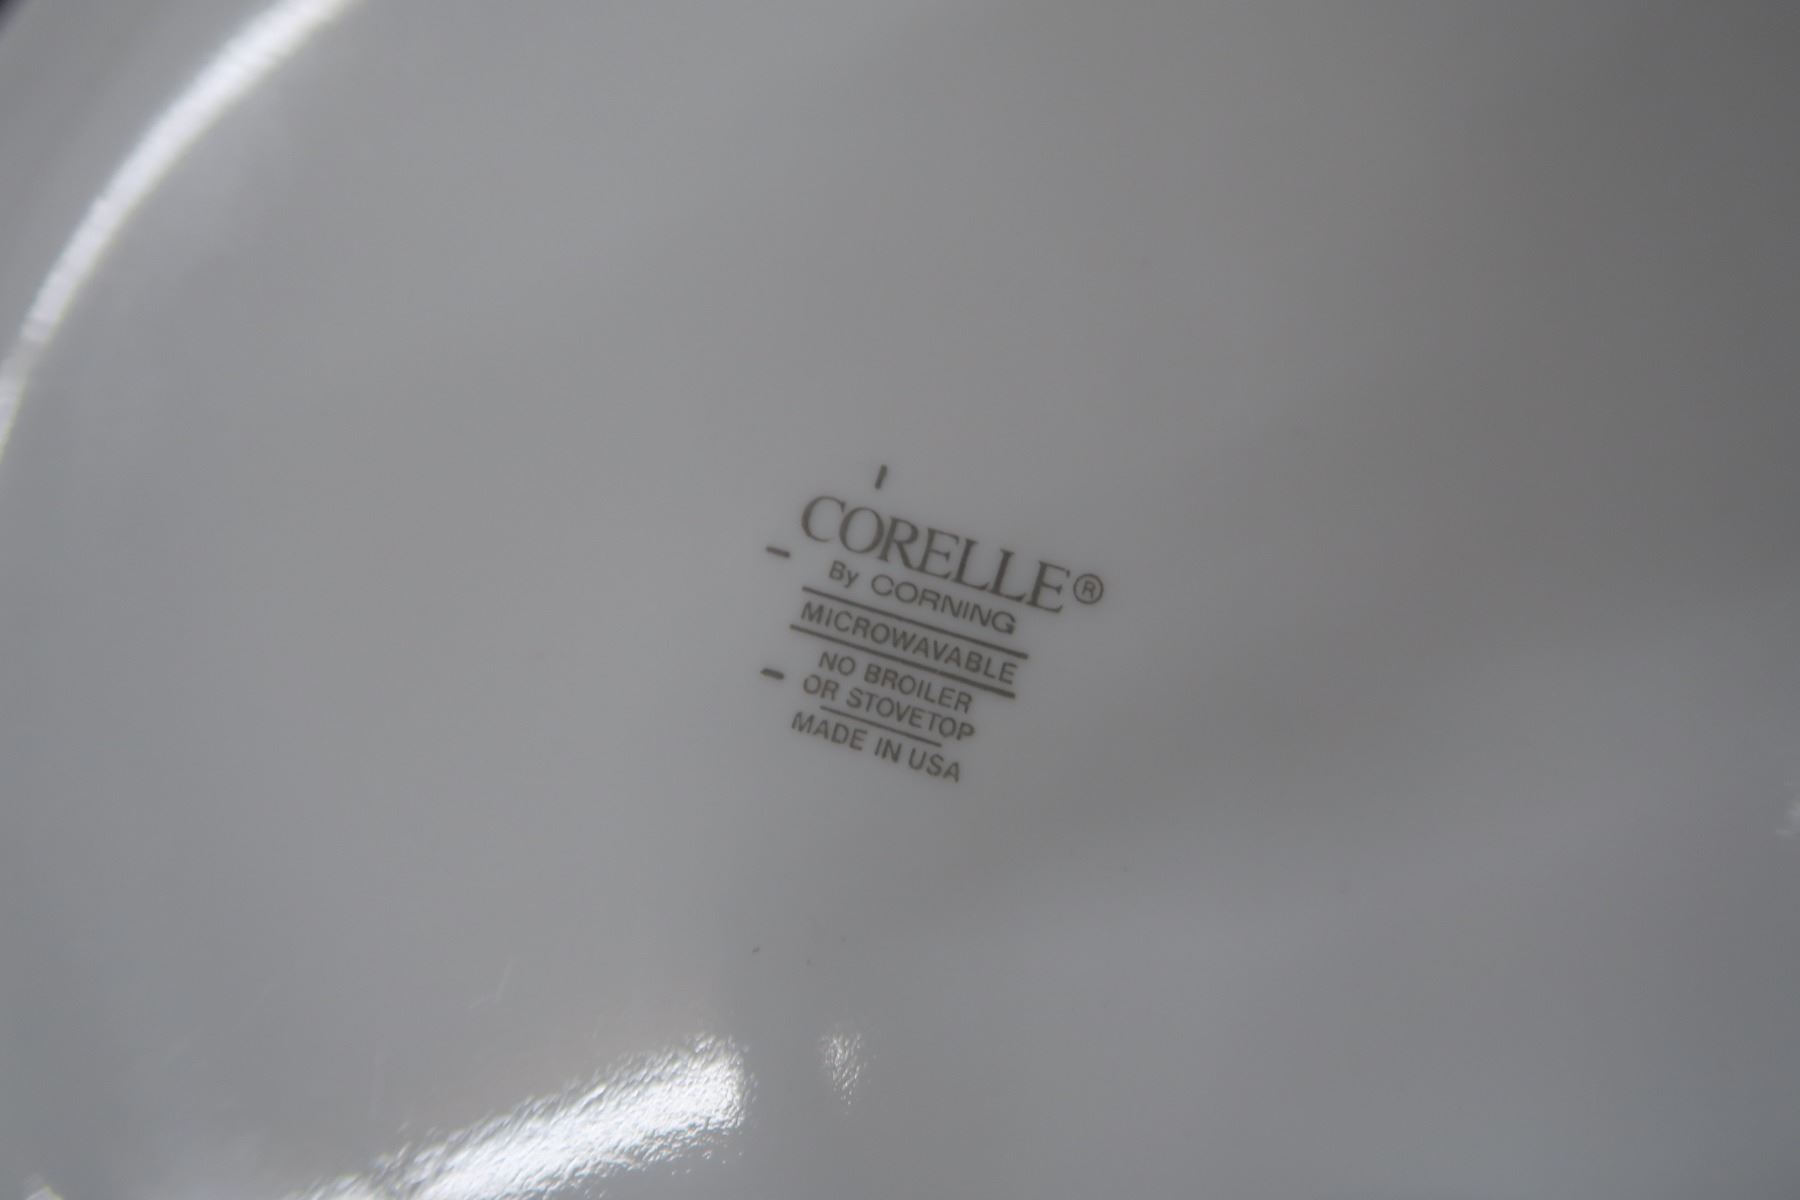 CORELLE®
By CORNING
MICROWAVABLE
NO BROILER
OR STOVETOP
MADE IN USA